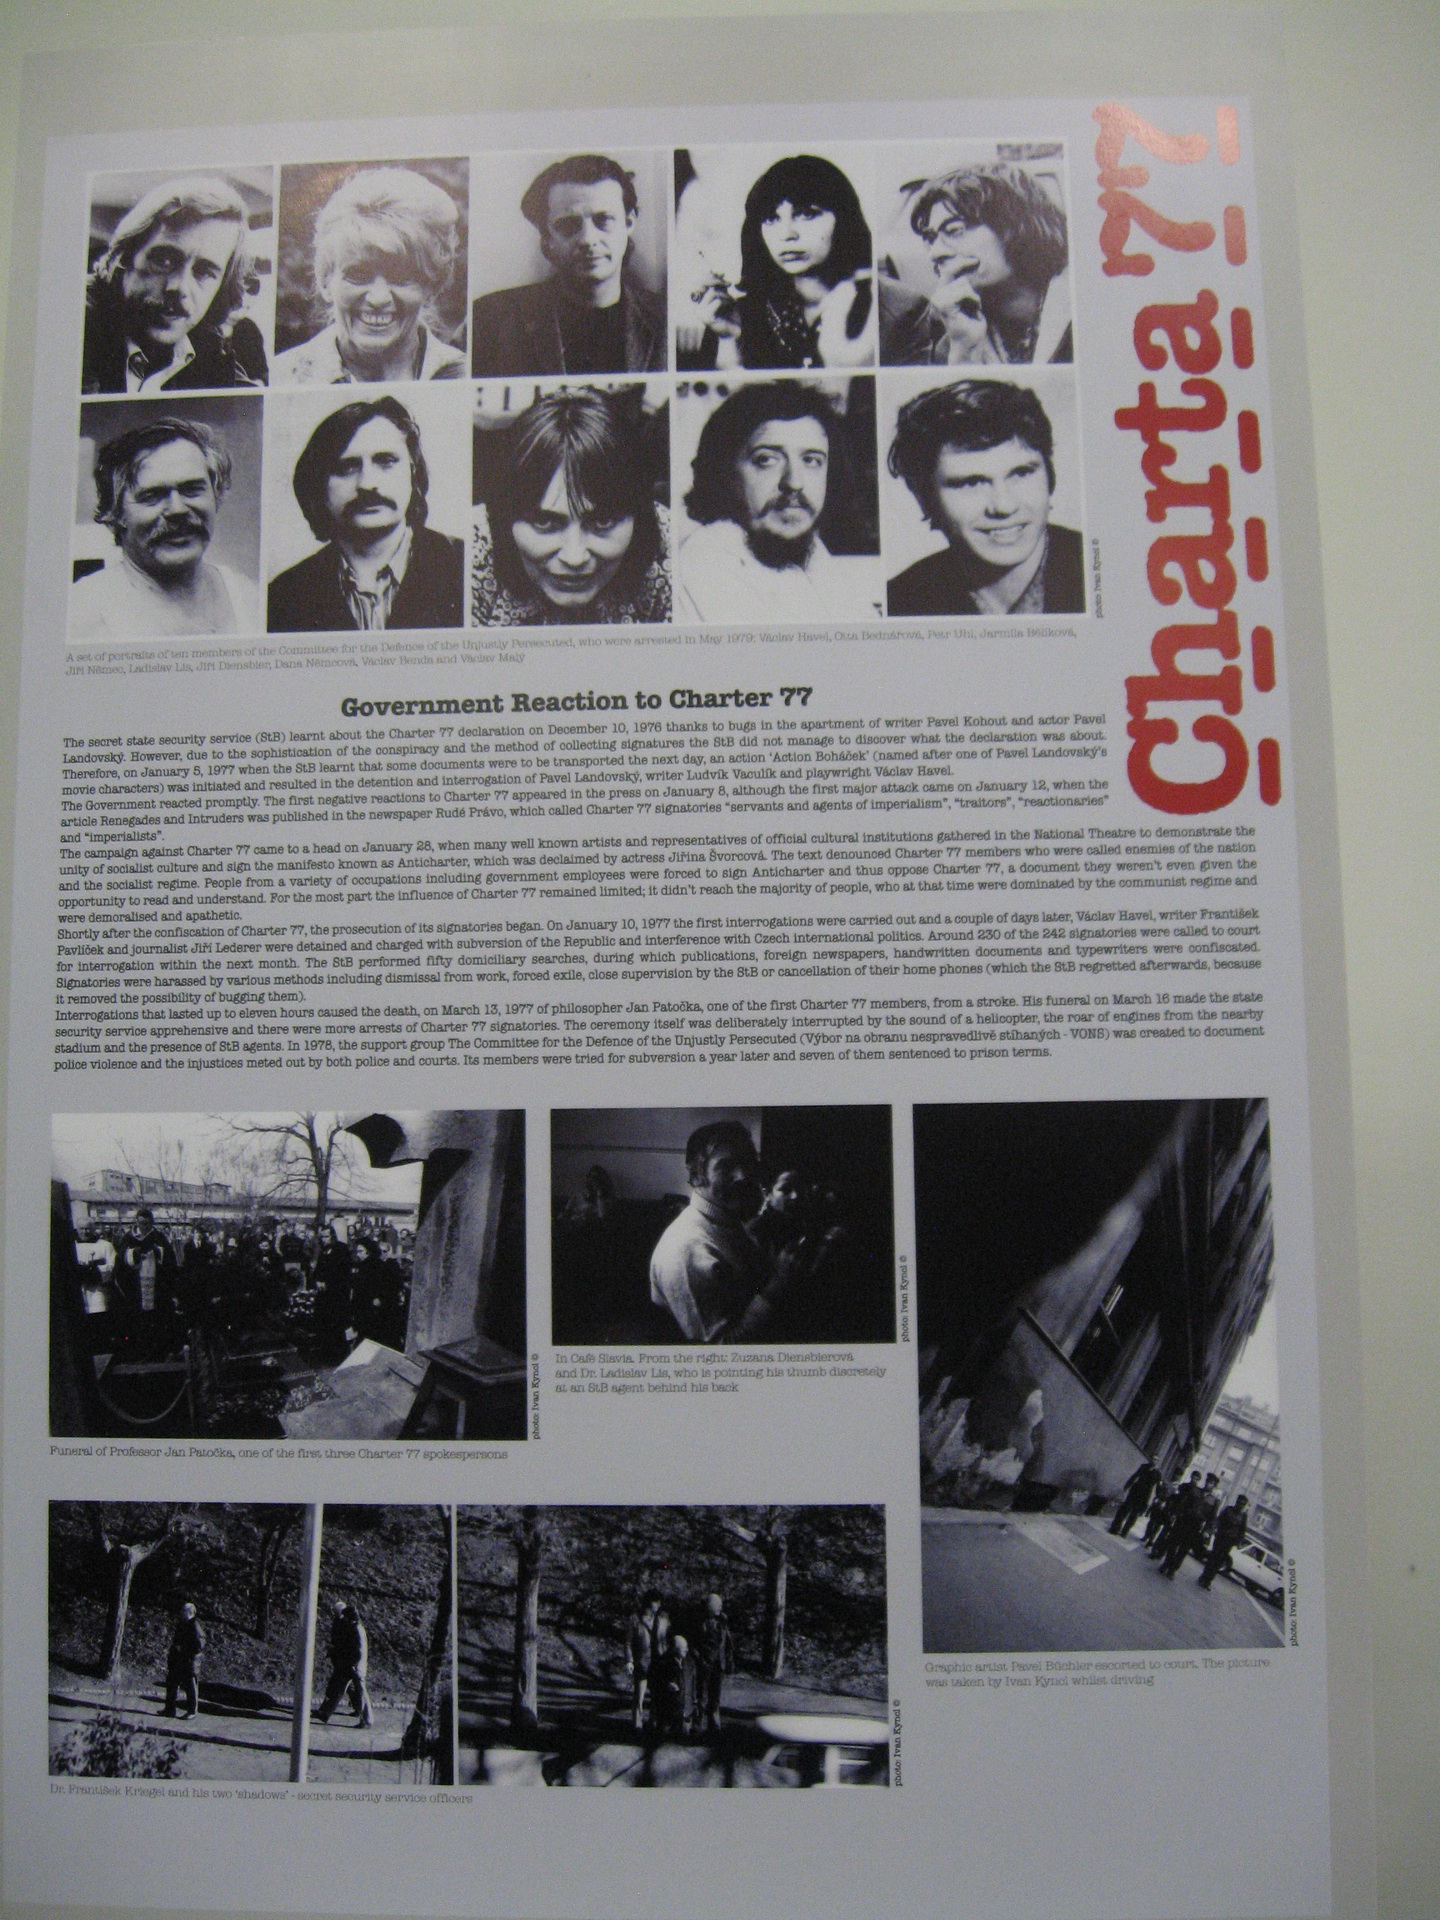 Charta 77
photo: Ivan Kyncl ©
A set of portraits of ten members of the Committee for the Defence of the Unjustly Persecuted, who were arrested in May 1979: Václav Havel, Otta Bednářová, Petr Uhl, Jarmila Bělíková,
Jiří Němec, Ladislav Lis, Jiří Dienstbier, Dana Němcová, Václav Benda and Václav Malý
Government Reaction to Charter 77
The secret state security service (StB) learnt about the Charter 77 declaration on December 10, 1976 thanks to bugs in the apartment of writer Pavel Kohout and actor Pavel
Landovský. However, due to the sophistication of the conspiracy and the method of collecting signatures the StB did not manage to discover what the declaration was about.
Therefore, on January 5, 1977 when the StB learnt that some documents were to be transported the next day, an action ‘Action Boháček’ (named after one of Pavel Landovský’s
movie characters) was initiated and resulted in the detention and interrogation of Pavel Landovský, writer Ludvík Vaculík and playwright Václav Havel.
The Government reacted promptly. The first negative reactions to Charter 77 appeared in the press on January 8, although the first major attack came on January 12, when the
article Renegades and Intruders was published in the newspaper Rudé Právo, which called Charter 77 signatories “servants and agents of imperialism”, “traitors”, “reactionaries”
and “imperialists”.
The campaign against Charter 77 came to a head on January 28, when many well known artists and representatives of official cultural institutions gathered in the National Theatre to demonstrate the
unity of socialist culture and sign the manifesto known as Anticharter, which was declaimed by actress Jiřina Švorcová. The text denounced Charter 77 members who were called enemies of the nation
and the socialist regime. People from a variety of occupations including government employees were forced to sign Anticharter and thus oppose Charter 77, a document they weren’t even given the
opportunity to read and understand. For the most part the influence of Charter 77 remained limited; it didn’t reach the majority of people, who at that time were dominated by the communist regime and
were demoralised and apathetic.
Shortly after the confiscation of Charter 77, the prosecution of its signatories began. On January 10, 1977 the first interrogations were carried out and a couple of days later, Václav Havel, writer František
Pavlíček and journalist Jiří Lederer were detained and charged with subversion of the Republic and interference with Czech international politics. Around 230 of the 242 signatories were called to court
for interrogation within the next month. The StB performed fifty domiciliary searches, during which publications, foreign newspapers, handwritten documents and typewriters were confiscated.
Signatories were harassed by various methods including dismissal from work, forced exile, close supervision by the StB or cancellation of their home phones (which the StB regretted afterwards, because
it removed the possibility of bugging them).
Interrogations that lasted up to eleven hours caused the death, on March 13, 1977 of philosopher Jan Patočka, one of the first Charter 77 members, from a stroke. His funeral on March 16 made the state
security service apprehensive and there were more arrests of Charter 77 signatories. The ceremony itself was deliberately interrupted by the sound of a helicopter, the roar of engines from the nearby
stadium and the presence of StB agents. In 1978, the support group The Committee for the Defence of the Unjustly Persecuted (Výbor na obranu nespravedlivě stíhaných - VONS) was created to document
police violence and the injustices meted out by both police and courts. Its members were tried for subversion a year later and seven of them sentenced to prison terms.
photo: Ivan Kyncl ©
Funeral of Professor Jan Patočka, one of the first three Charter 77 spokespersons
photo: Ivan Kyncl ©
In Café Slavia. From the right: Zuzana Diensbierová
and Dr. Ladislav Lis, who is pointing his thumb discretely
at an StB agent behind his back
photo: Ivan Kyncl ©
Graphic artist Pavel Büchler escorted to court. The picture
was taken by Ivan Kyncl whilst driving
photo: Ivan Kyncl ©
Dr. František Kriegel and his two ‘shadows’ - secret security service officers